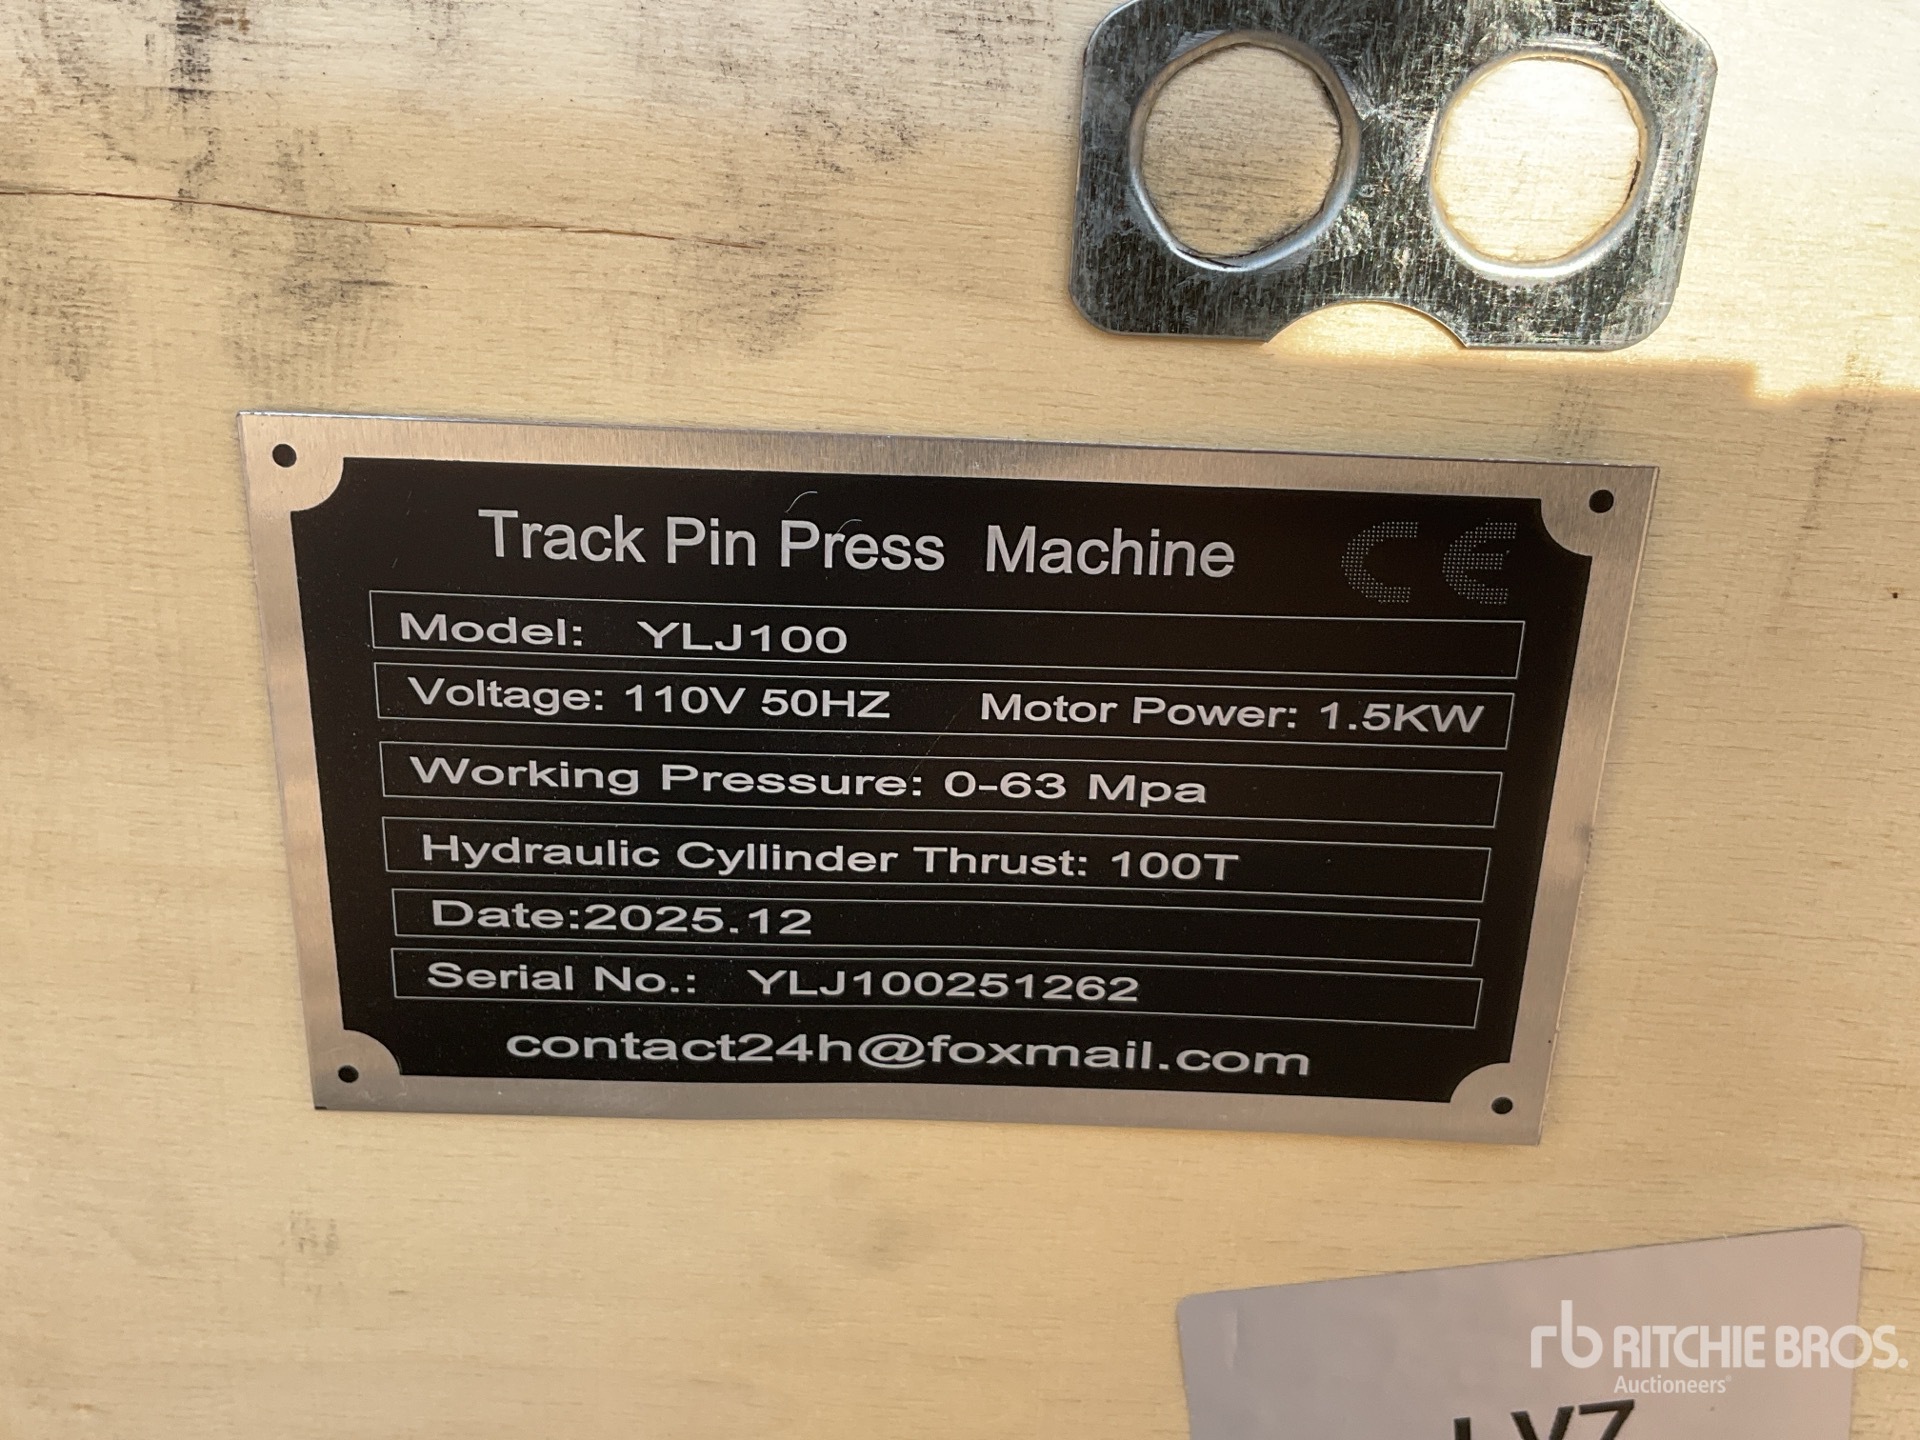 Track Pin Press Machine CE
Model: YLJ100
Voltage: 110V 50HZ Motor Power: 1.5KW
Working Pressure: 0-63 Mpa
Hydraulic Cyllinder Thrust: 100T
Date:2025.12
Serial No.: YLJ100251262
contact24h@foxmail.com
rb RITCHIE BROS.
Auctioneers